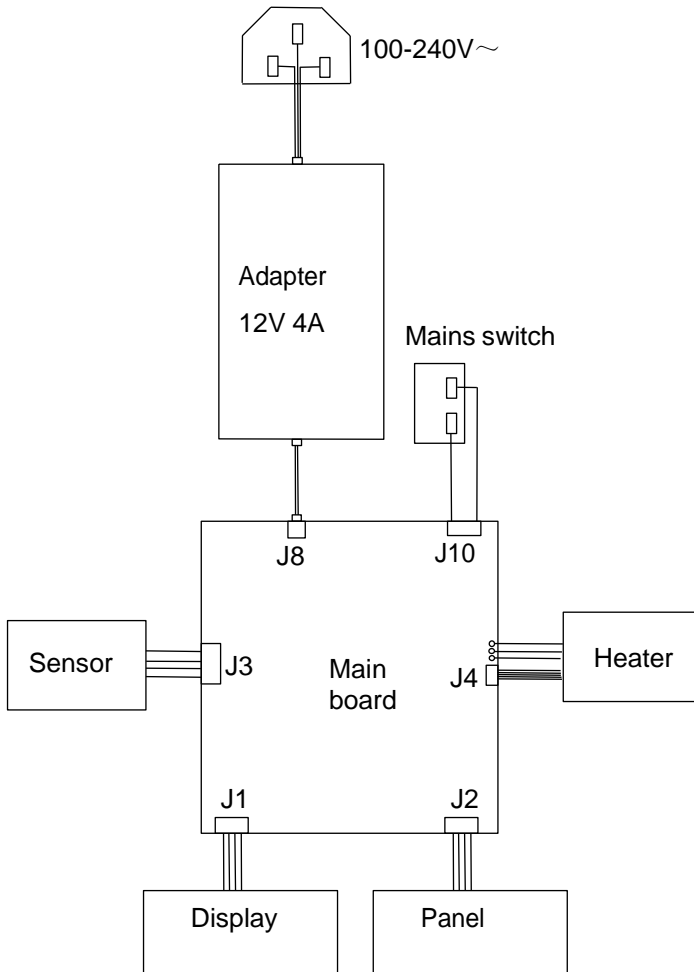 100-240V～
Adapter
12V 4A
Mains switch
J8
J10
Sensor
J3
Main
board
J4
Heater
J1
J2
Display
Panel